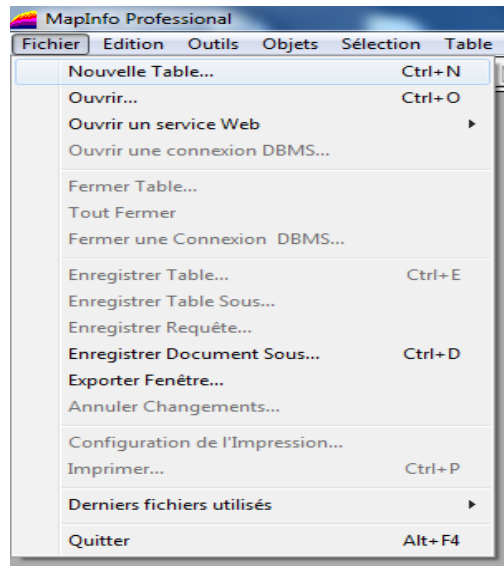 MapInfo Professional
Fichier Edition Outils Objets Sélection Table
Nouvelle Table... Ctrl+N
Ouvrir... Ctrl+O
Ouvrir un service Web
Ouvrir une connexion DBMS...
Fermer Table...
Tout Fermer
Fermer une Connexion DBMS...
Enregistrer Table... Ctrl+E
Enregistrer Table Sous...
Enregistrer Requête...
Enregistrer Document Sous... Ctrl+D
Exporter Fenêtre...
Annuler Changements...
Configuration de l'Impression...
Imprimer... Ctrl+P
Derniers fichiers utilisés
Quitter Alt+F4